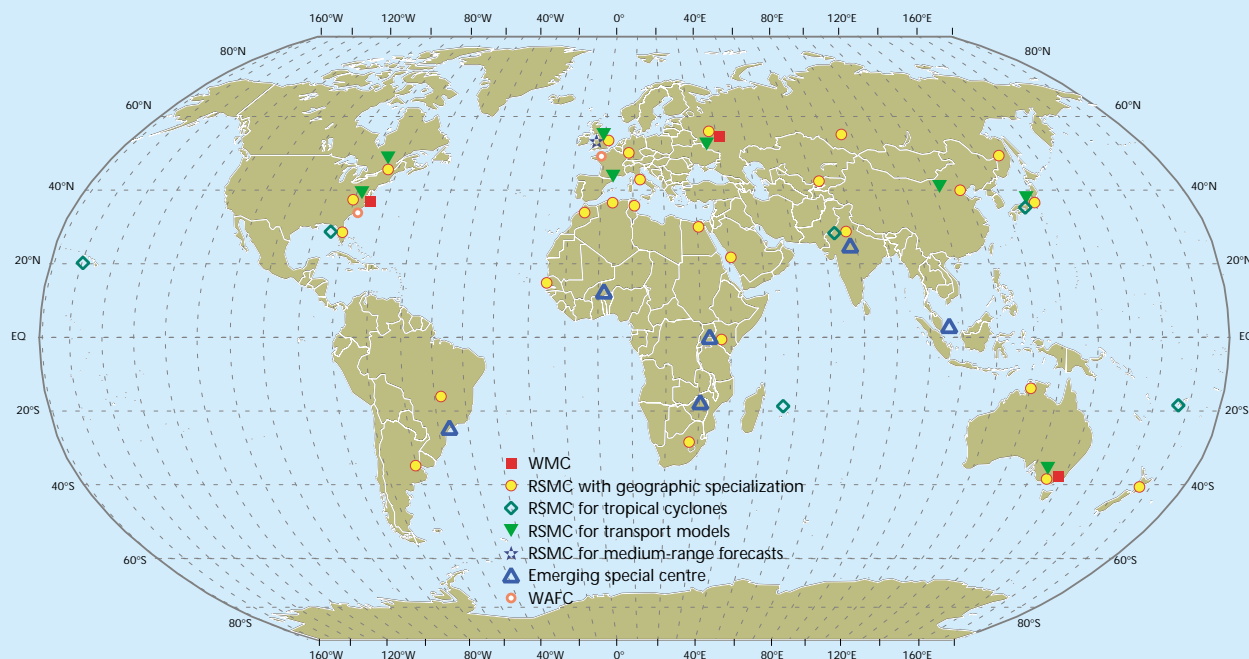 160°W 120°W 80°W 40°W 0° 40°E 80°E 120°E 160°E
80°N 80°N
60°N 60°N
40°N 40°N
20°N 20°N
EQ EQ
20°S 20°S
40°S 40°S
60°S 60°S
80°S 80°S
WMC
RSMC with geographic specialization
RSMC for tropical cyclones
RSMC for transport models
RSMC for medium-range forecasts
Emerging special centre
WAFC
160°W 120°W 80°W 40°W 0° 40°E 80°E 120°E 160°E